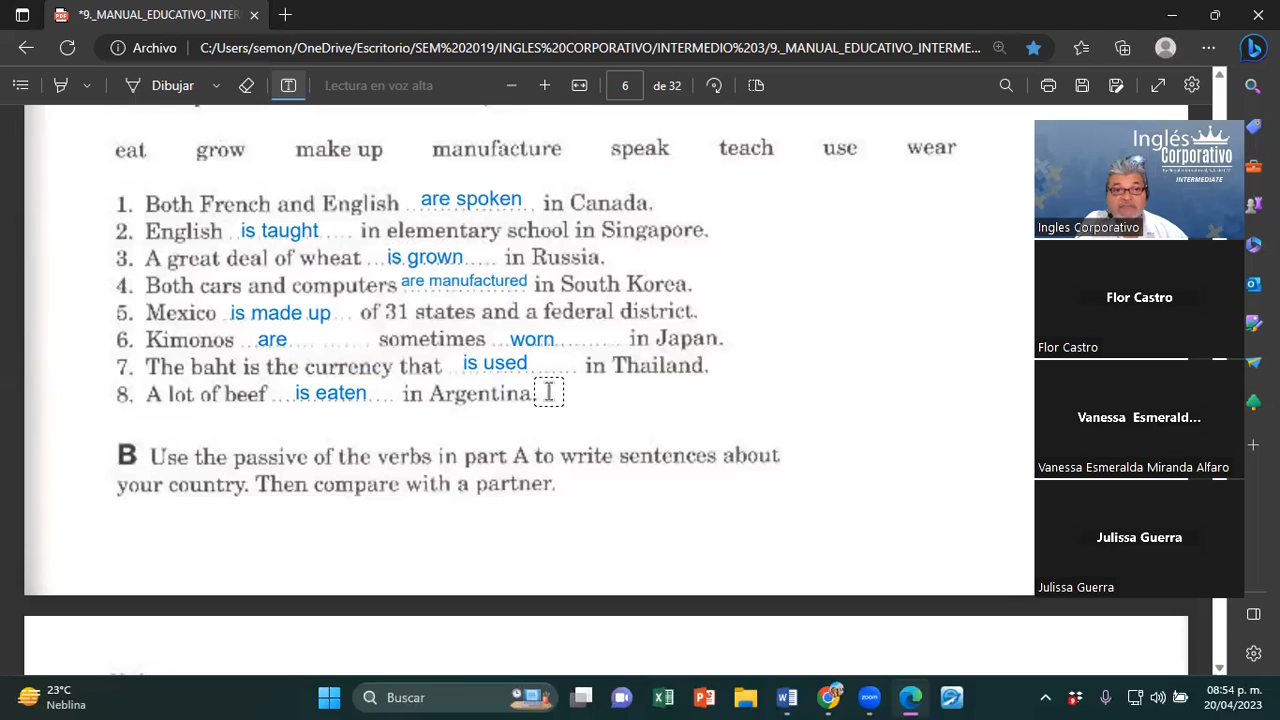 *9._MANUAL_EDUCATIVO_INTER
Archivo C:/Users/semon/OneDrive/Escritorio/SEM%202019/INGLES%20CORPORATIVO/INTERMEDIO%203/9._MANUAL_EDUCATIVO_INTERME...
Dibujar Lectura en voz alta 6 de 32
eat grow make up manufacture speak teach use wear
1. Both French and English are spoken in Canada.
2. English is taught in elementary school in Singapore.
3. A great deal of wheat is grown in Russia.
4. Both cars and computers are manufactured in South Korea.
5. Mexico is made up of 31 states and a federal district.
6. Kimonos are sometimes worn in Japan.
7. The baht is the currency that is used in Thailand.
8. A lot of beef is eaten in Argentina.
B Use the passive of the verbs in part A to write sentences about
your country. Then compare with a partner.
Inglés
Corporativo
INTERMEDIATE
Ingles Corporativo
Flor Castro
Flor Castro
Vanessa Esmerald...
Vanessa Esmeralda Miranda Alfaro
Julissa Guerra
Julissa Guerra
23°C
Neblina
Buscar
08:54 p. m.
20/04/2023